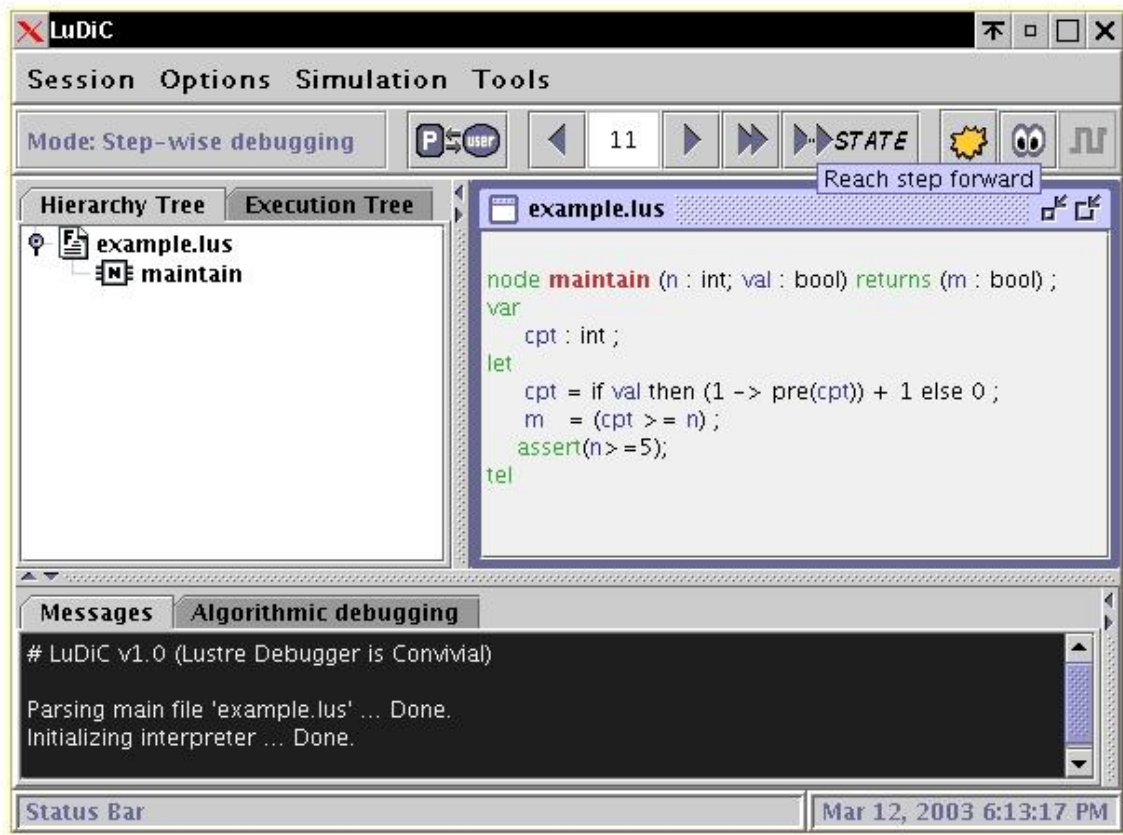 LuDiC
Session Options Simulation Tools
Mode: Step-wise debugging P user 11 STATE
Reach step forward
Hierarchy Tree Execution Tree
example.lus
F
example.lus
N maintain
node maintain (n : int; val : bool) returns (m : bool) ;
var
cpt : int ;
let
cpt = if val then (1 -> pre(cpt)) + 1 else 0 ;
m = (cpt >= n) ;
assert(n>=5);
tel
Messages Algorithmic debugging
# LuDiC v1.0 (Lustre Debugger is Convivial)
Parsing main file 'example.lus' ... Done.
Initializing interpreter ... Done.
Status Bar Mar 12, 2003 6:13:17 PM